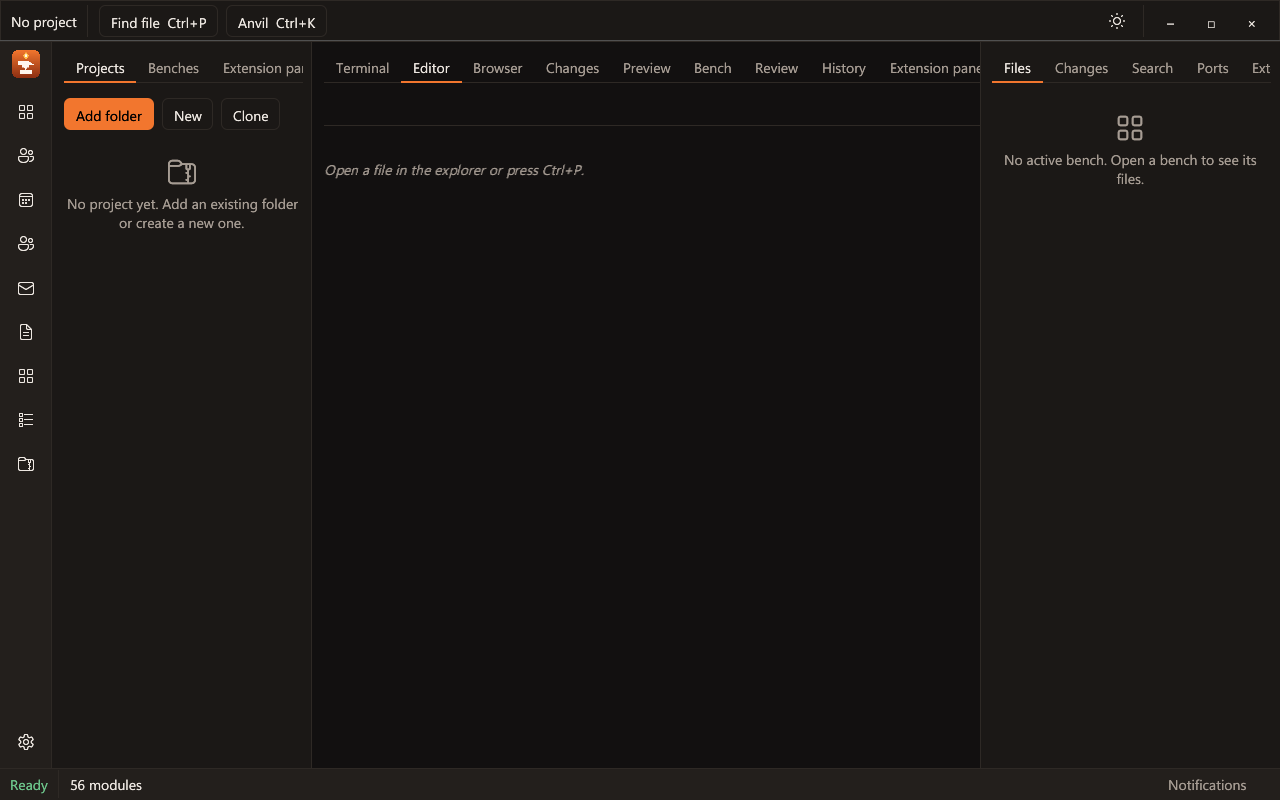 No project
Find file Ctrl+P
Anvil Ctrl+K
Projects
Benches
Extension par
Terminal
Editor
Browser
Changes
Preview
Bench
Review
History
Extension pane
Files
Changes
Search
Ports
Ext
Add folder
New
Clone
No project yet. Add an existing folder
or create a new one.
Open a file in the explorer or press Ctrl+P.
No active bench. Open a bench to see its
files.
Ready
56 modules
Notifications